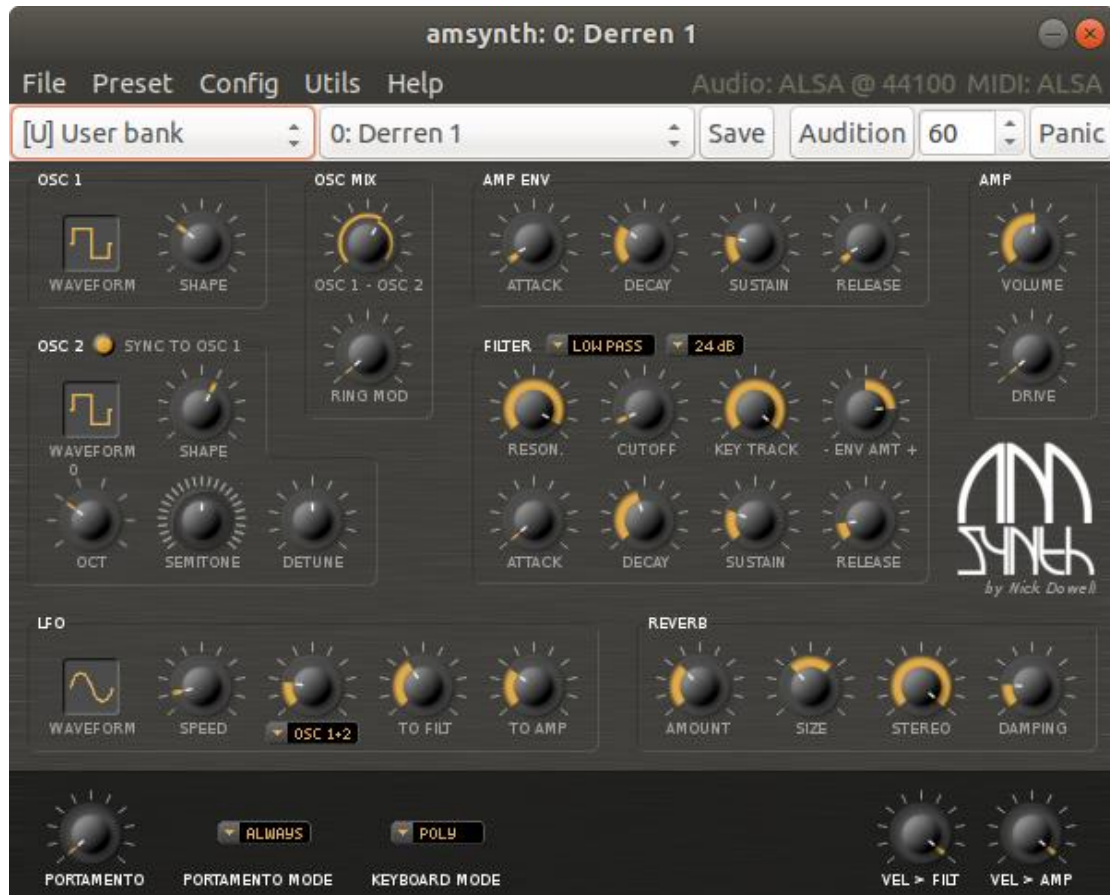 amsynth: 0: Derren 1
File Preset Config Utils Help Audio: ALSA @ 44100 MIDI: ALSA
[U] User bank 0: Derren 1 Save Audition 60 Panic
OSC 1 OSC MIX AMP ENV AMP
WAVEFORM SHAPE OSC 1 - OSC 2 ATTACK DECAY SUSTAIN RELEASE VOLUME
OSC 2 SYNC TO OSC 1 FILTER LOW PASS 24 dB
RING MOD DRIVE
WAVEFORM SHAPE RESON. CUTOFF KEY TRACK - ENV AMT +
0
OCT SEMITONE DETUNE ATTACK DECAY SUSTAIN RELEASE
AM SYNTH
by Nick Dowell
LFO REVERB
WAVEFORM SPEED OSC 1+2 TO FILT TO AMP AMOUNT SIZE STEREO DAMPING
ALWAYS POLY
PORTAMENTO PORTAMENTO MODE KEYBOARD MODE VEL > FILT VEL > AMP